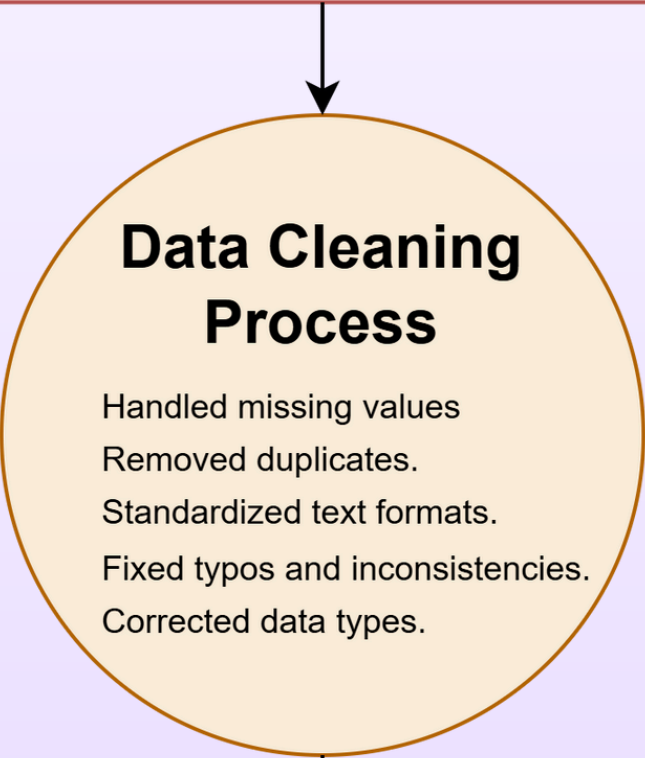 Data Cleaning
Process
Handled missing values
Removed duplicates.
Standardized text formats.
Fixed typos and inconsistencies.
Corrected data types.